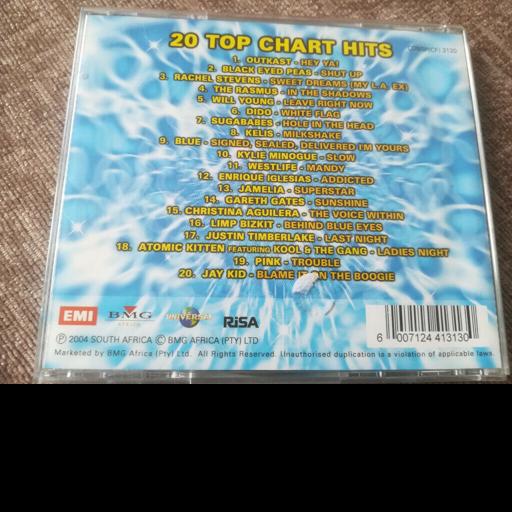 20 TOP CHART HITS
1. OUTKAST - HEY YA!
2. BLACK EYED PEAS - SHUT UP
3. RACHEL STEVENS - SWEET DREAMS (MY L.A. EX)
4. THE RASMUS - IN THE SHADOWS
5. WILL YOUNG - LEAVE RIGHT NOW
6. DIDO - WHITE FLAG
7. SUGABABES - HOLE IN THE HEAD
8. KELIS - MILKSHAKE
9. BLUE - SIGNED, SEALED, DELIVERED I'M YOURS
10. KYLIE MINOGUE - SLOW
11. WESTLIFE - MANDY
12. ENRIQUE IGLESIAS - ADDICTED
13. JAMELIA - SUPERSTAR
14. GARETH GATES - SUNSHINE
15. CHRISTINA AGUILERA - THE VOICE WITHIN
16. LIMP BIZKIT - BEHIND BLUE EYES
17. JUSTIN TIMBERLAKE - LAST NIGHT
18. ATOMIC KITTEN FEATURING KOOL & THE GANG - LADIES NIGHT
19. PINK - TROUBLE
20. JAY KID - BLAME IT ON THE BOOGIE
EMI BMG AFRICA UNIVERSAL RiSA
℗ 2004 SOUTH AFRICA © BMG AFRICA (PTY) LTD
Marketed by BMG Africa (Pty) Ltd. All Rights Reserved. Unauthorised duplication is a violation of applicable laws.
6 007124 413130